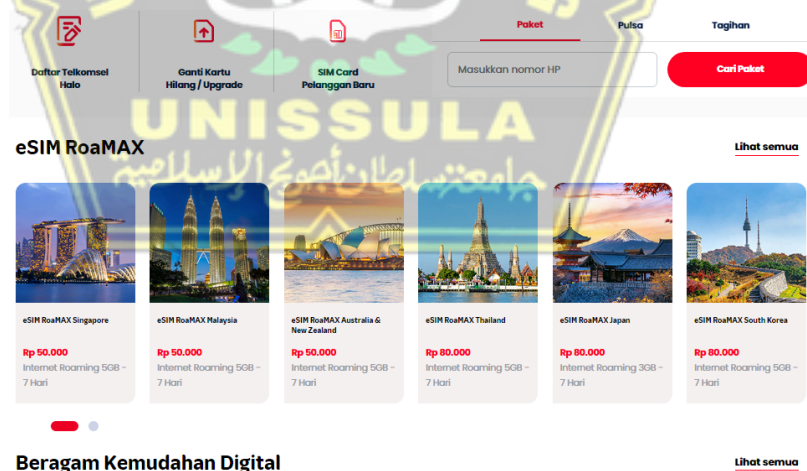 Paket
Pulsa
Tagihan
Daftar Telkomsel
Halo
Ganti Kartu
Hilang / Upgrade
SIM Card
Pelanggan Baru
Masukkan nomor HP
Cari Paket
UNISSULA
جامعتسلطان أجونج الإسلامية
eSIM RoaMAX
Lihat semua
eSIM RoaMAX Singapore
Rp 50.000
Internet Roaming 5GB -
7 Hari
eSIM RoaMAX Malaysia
Rp 50.000
Internet Roaming 5GB -
7 Hari
eSIM RoaMAX Australia &
New Zealand
Rp 50.000
Internet Roaming 5GB -
7 Hari
eSIM RoaMAX Thailand
Rp 80.000
Internet Roaming 5GB -
7 Hari
eSIM RoaMAX Japan
Rp 80.000
Internet Roaming 3GB -
7 Hari
eSIM RoaMAX South Korea
Rp 80.000
Internet Roaming 5GB -
7 Hari
Beragam Kemudahan Digital
Lihat semua